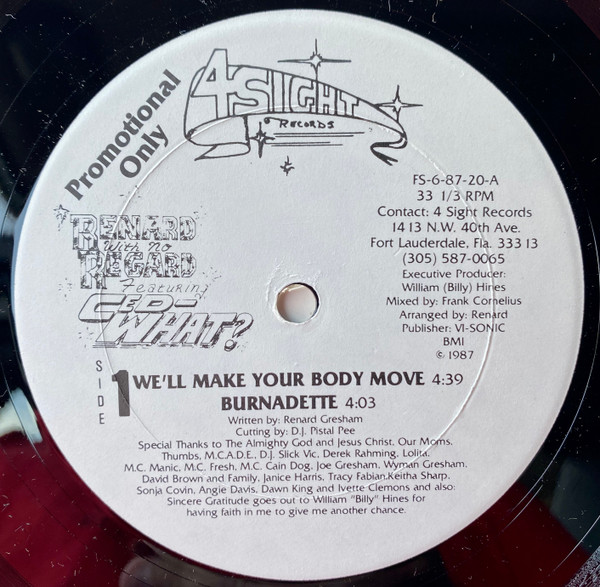 Promotional
Only
4 SIGHT
RECORDS
RENARD
With No
REGARD
Featuring
CED-
WHAT?
FS-6-87-20-A
33 1/3 RPM
Contact: 4 Sight Records
1413 N.W. 40th Ave.
Fort Lauderdale, Fla. 33313
(305) 587-0065
Executive Producer:
William (Billy) Hines
Mixed by: Frank Cornelius
Arranged by: Renard
Publisher: VI-SONIC
BMI
© 1987
SIDE 1
WE'LL MAKE YOUR BODY MOVE 4:39
BURNADETTE 4:03
Written by: Renard Gresham
Cutting by: D.J. Pistal Pee
Special Thanks to The Almighty God and Jesus Christ. Our Moms.
Thumbs, M.C.A.D.E., D.J. Slick Vic, Derek Rahming, Lolita,
M.C. Manic, M.C. Fresh, M.C. Cain Dog, Joe Gresham, Wyman Gresham,
David Brown and Family, Janice Harris, Tracy Fabian,Keitha Sharp,
Sonja Covin, Angie Davis, Dawn King and Ivette Clemons and also:
Sincere Gratitude goes out to William "Billy" Hines for
having faith in me to give me another chance.